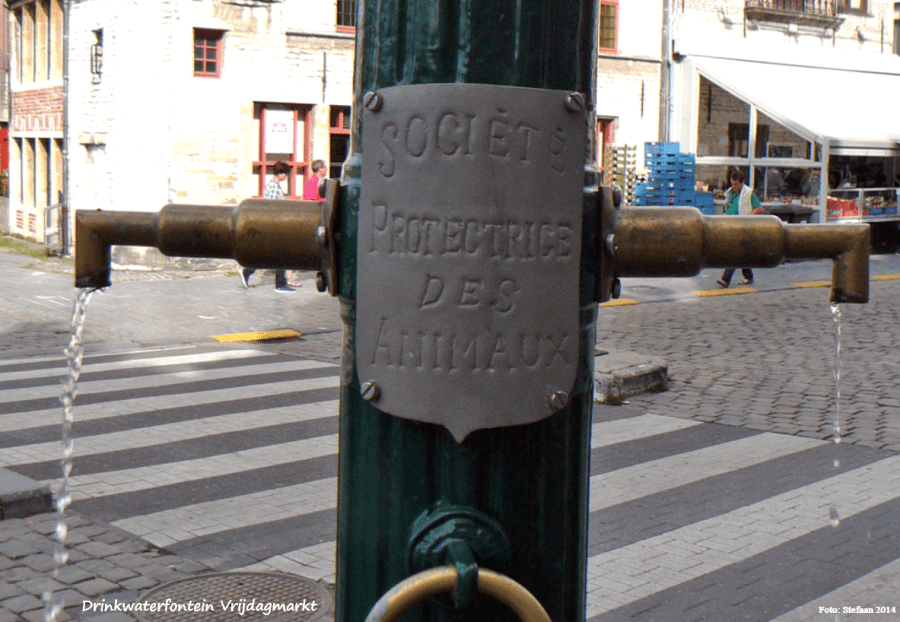 SOCIÉTÉ
PROTECTRICE
DES
ANIMAUX
Drinkwaterfontein Vrijdagmarkt
Foto: Stefaan 2014